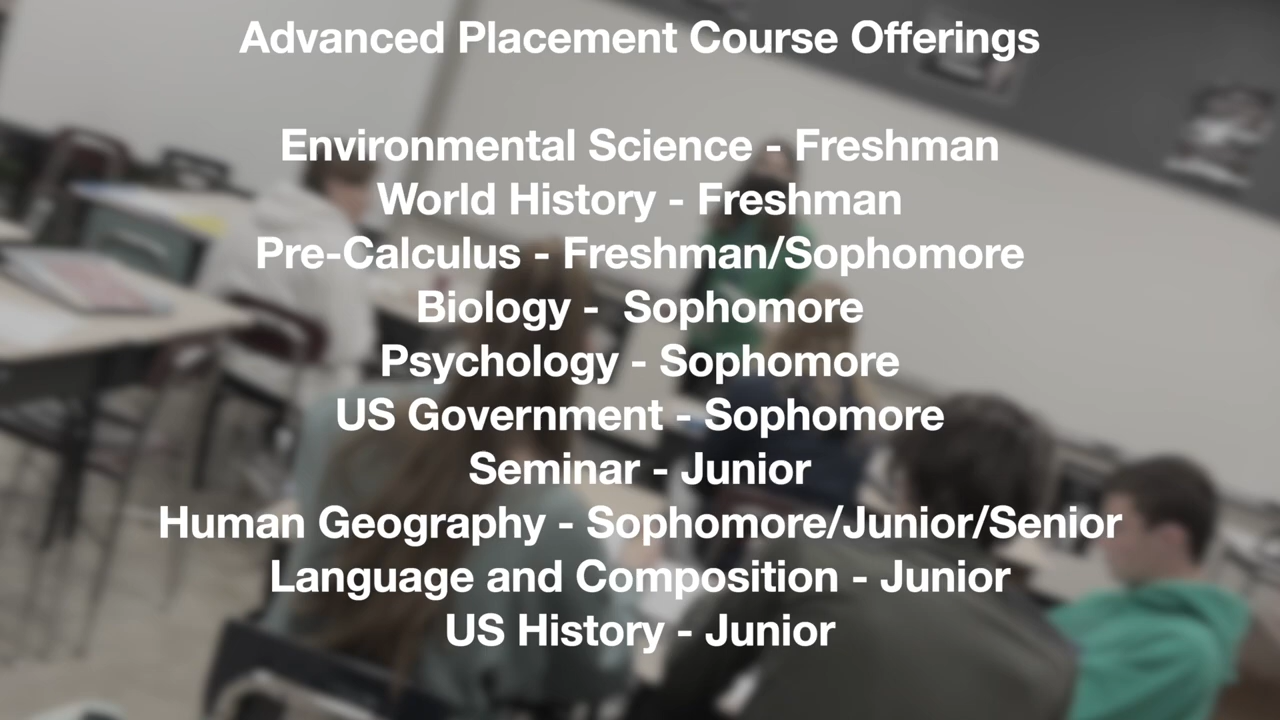 Advanced Placement Course Offerings
Environmental Science - Freshman
World History - Freshman
Pre-Calculus - Freshman/Sophomore
Biology -  Sophomore
Psychology - Sophomore
US Government - Sophomore
Seminar - Junior
Human Geography - Sophomore/Junior/Senior
Language and Composition - Junior
US History - Junior